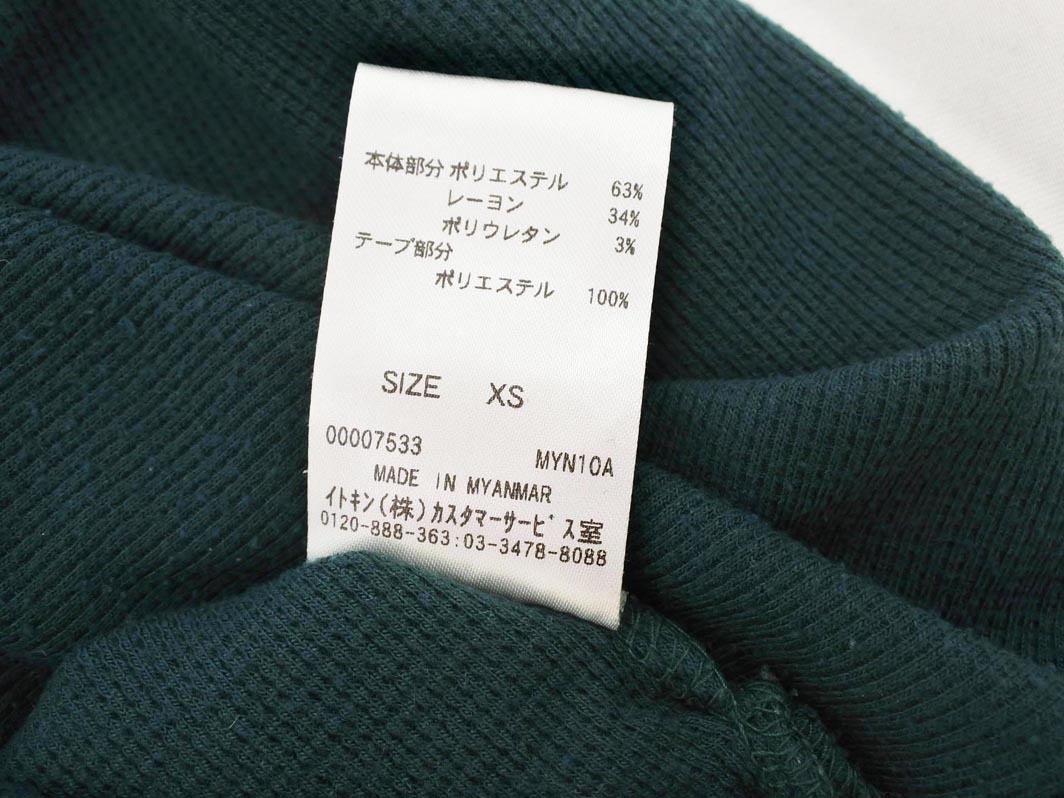 本体部分 ポリエステル 63%
レーヨン 34%
ポリウレタン 3%
テープ部分
ポリエステル 100%
SIZE XS
00007533 MYN10A
MADE IN MYANMAR
イトキン(株)カスタマーサービス室
0120-888-363:03-3478-8088